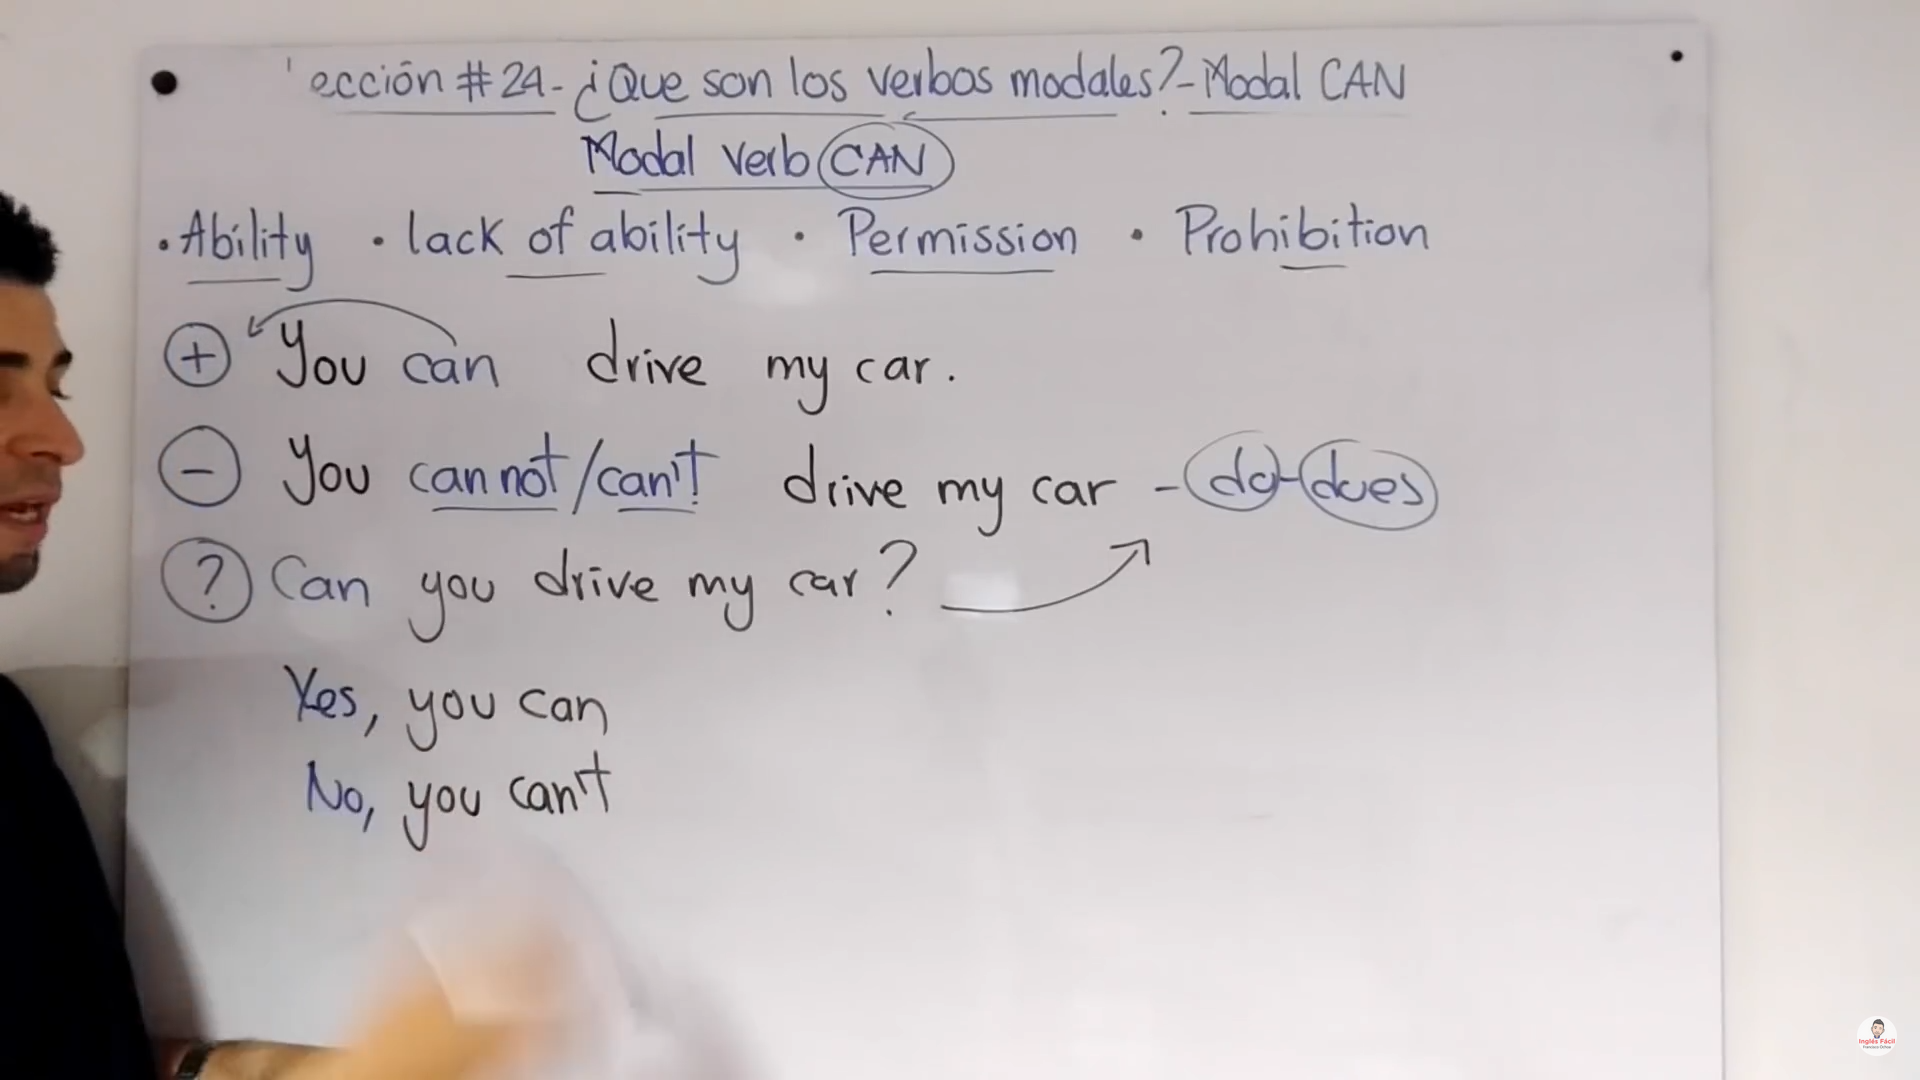 ección #24- ¿Que son los verbos modales?- Modal CAN
Modal verb CAN
· Ability · lack of ability · Permission · Prohibition
+ You can drive my car.
- You can not/can't drive my car - do - does
? Can you drive my car?
Yes, you can
No, you can't
Inglés Fácil